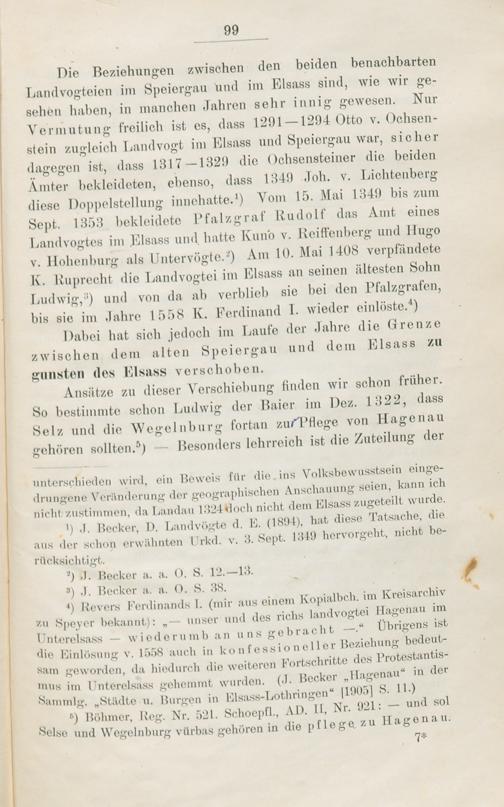 99
Die Beziehungen zwischen den beiden benachbarten
Landvogteien im Speiergau und im Elsass sind, wie wir ge-
sehen haben, in manchen Jahren sehr innig gewesen. Nur
Vermutung freilich ist es, dass 1291—1294 Otto v. Ochsen-
stein zugleich Landvogt im Elsass und Speiergau war, sicher
dagegen ist, dass 1317—1329 die Ochsensteiner die beiden
Ämter bekleideten, ebenso, dass 1349 Joh. v. Lichtenberg
diese Doppelstellung innehatte.¹) Vom 15. Mai 1349 bis zum
Sept. 1353 bekleidete Pfalzgraf Rudolf das Amt eines
Landvogtes im Elsass und hatte Kuno v. Reiffenberg und Hugo
v. Hohenburg als Untervögte.²) Am 10. Mai 1408 verpfändete
K. Ruprecht die Landvogtei im Elsass an seinen ältesten Sohn
Ludwig,³) und von da ab verblieb sie bei den Pfalzgrafen,
bis sie im Jahre 1558 K. Ferdinand I. wieder einlöste.⁴)
Dabei hat sich jedoch im Laufe der Jahre die Grenze
zwischen dem alten Speiergau und dem Elsass zu
gunsten des Elsass verschoben.
Ansätze zu dieser Verschiebung finden wir schon früher.
So bestimmte schon Ludwig der Baier im Dez. 1322, dass
Selz und die Wegelnburg fortan zur Pflege von Hagenau
gehören sollten.⁵) — Besonders lehrreich ist die Zuteilung der
unterschieden wird, ein Beweis für die ins Volksbewusstsein einge-
drungene Veränderung der geographischen Anschauung seien, kann ich
nicht zustimmen, da Landau 1324 doch nicht dem Elsass zugeteilt wurde.
¹) J. Becker, D. Landvögte d. E. (1894), hat diese Tatsache, die
aus der schon erwähnten Urkd. v. 3. Sept. 1349 hervorgeht, nicht be-
rücksichtigt.
²) J. Becker a. a. O. S. 12.—13.
³) J. Becker a. a. O. S. 38.
⁴) Revers Ferdinands I. (mir aus einem Kopialbch. im Kreisarchiv
zu Speyer bekannt): „— unser und des richs landvogtei Hagenau im
Unterelsass — wiederumb an uns gebracht —.“ Übrigens ist
die Einlösung v. 1558 auch in konfessioneller Beziehung bedeut-
sam geworden, da hiedurch die weiteren Fortschritte des Protestantis-
mus im Unterelsass gehemmt wurden. (J. Becker „Hagenau“ in der
Sammlg. „Städte u. Burgen in Elsass-Lothringen“ [1905] S. 11.)
⁵) Böhmer, Reg. Nr. 521. Schoepfl., AD. II, Nr. 921: — und sol
Selse und Wegelnburg vürbas gehören in die pflege zu Hagenau.
7*